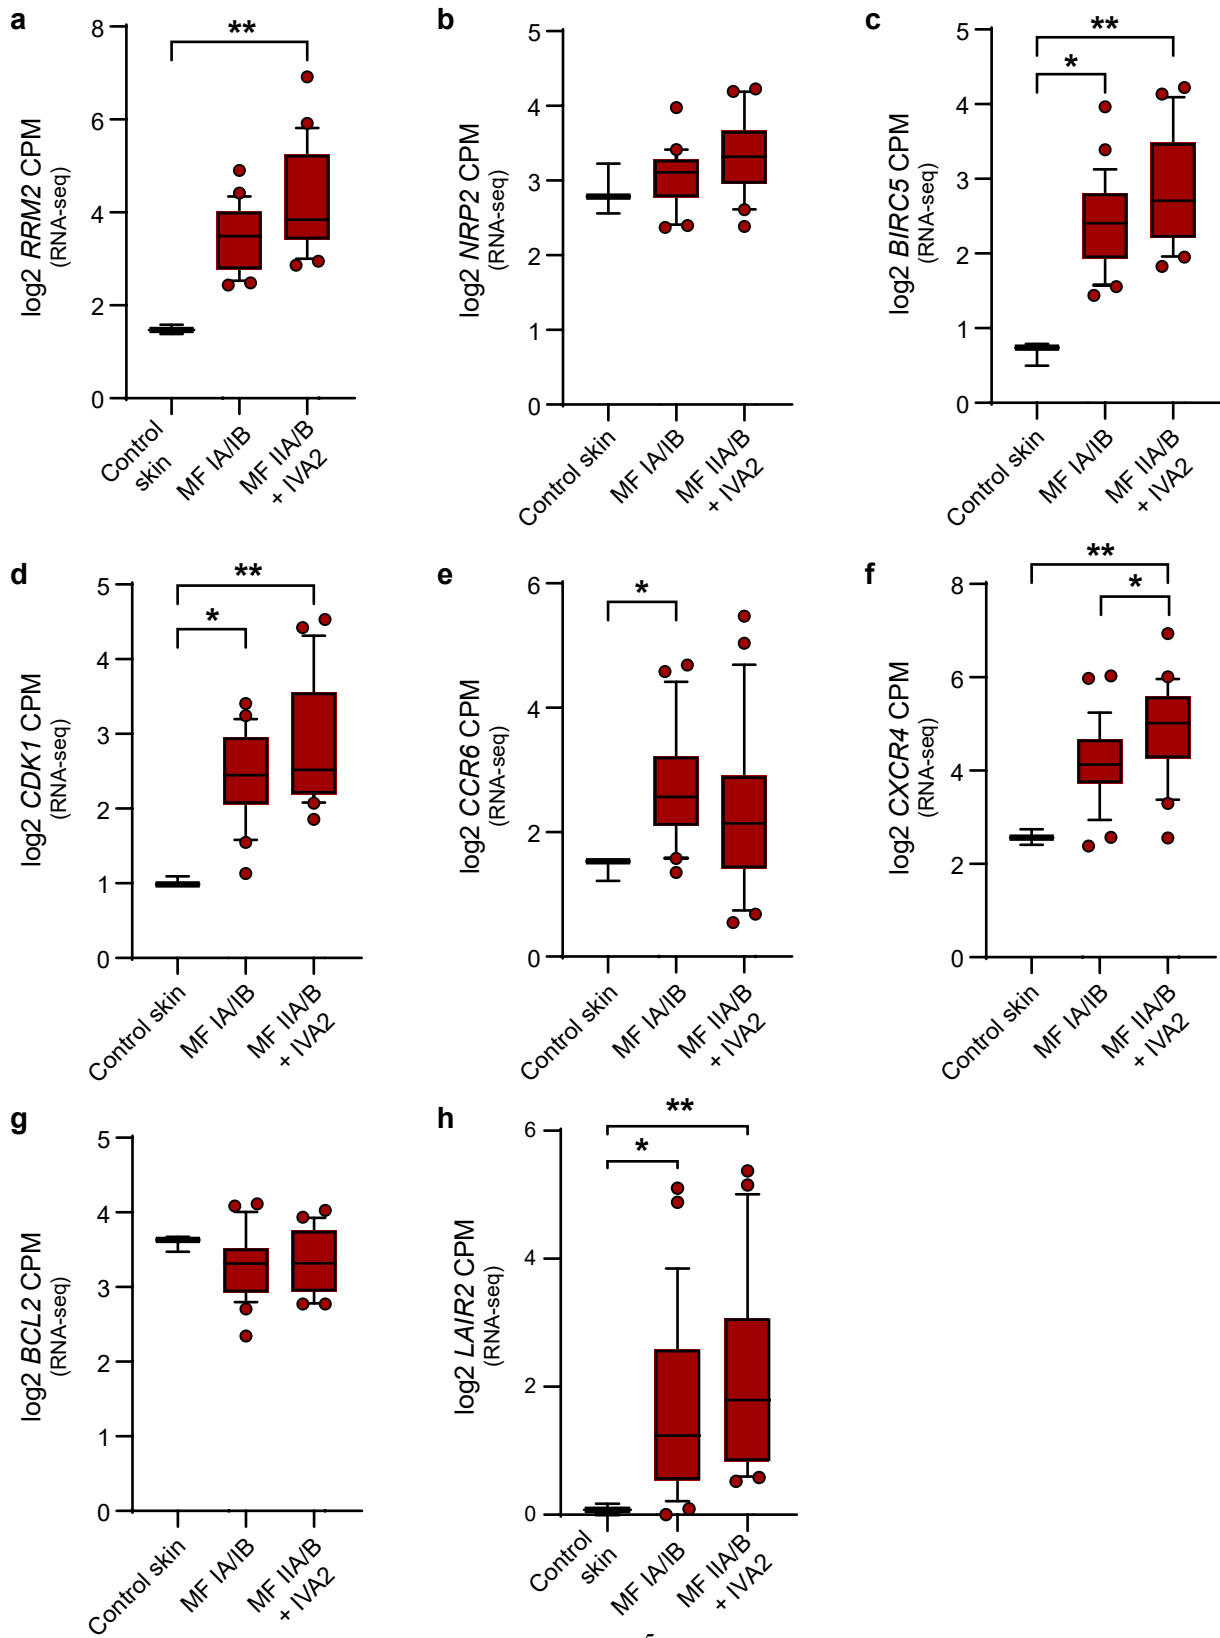 a
log2 RRM2 CPM
(RNA-seq)
8
6
4
2
0
**
Control
skin
MF IA/IB
MF IIA/B
+ IVA2
b
log2 NRP2 CPM
(RNA-seq)
5
4
3
2
1
0
Control skin
MF IA/IB
MF IIA/B
+ IVA2
c
log2 BIRC5 CPM
(RNA-seq)
5
4
3
2
1
0
**
*
Control skin
MF IA/IB
MF IIA/B
+ IVA2
d
log2 CDK1 CPM
(RNA-seq)
5
4
3
2
1
0
**
*
Control skin
MF IA/IB
MF IIA/B
+ IVA2
e
log2 CCR6 CPM
(RNA-seq)
6
4
2
0
*
Control skin
MF IA/IB
MF IIA/B
+ IVA2
f
log2 CXCR4 CPM
(RNA-seq)
8
6
4
2
0
**
*
Control skin
MF IA/IB
MF IIA/B
+ IVA2
g
log2 BCL2 CPM
(RNA-seq)
5
4
3
2
1
0
Control skin
MF IA/IB
MF IIA/B
+ IVA2
h
log2 LAIR2 CPM
(RNA-seq)
6
4
2
0
**
*
Control
skin
MF IA/IB
MF IIA/B
+IVA2